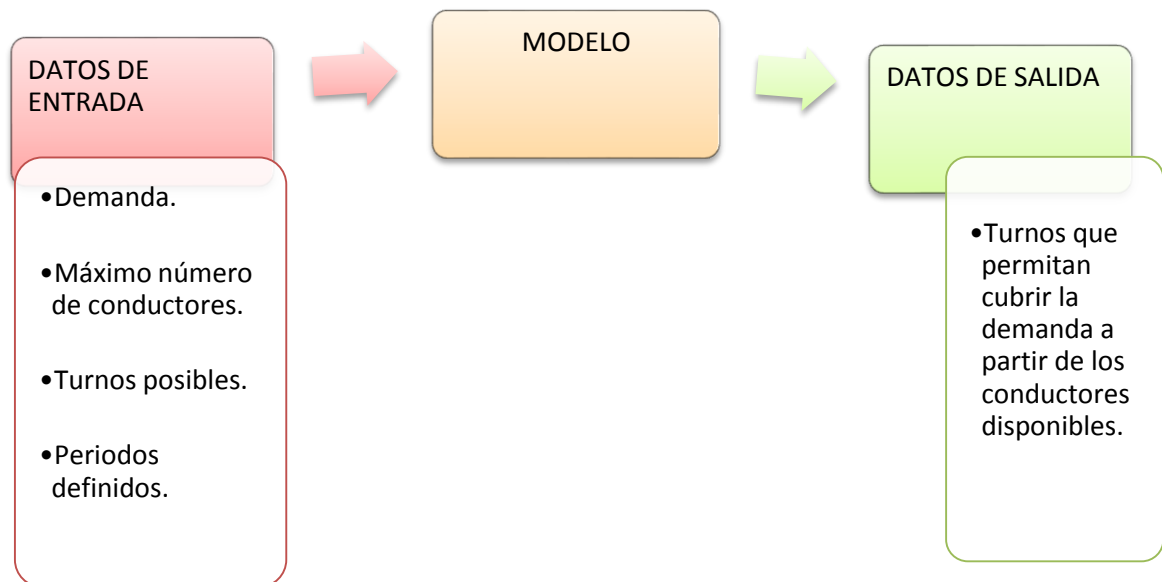 DATOS DE
ENTRADA
•Demanda.
•Máximo número
de conductores.
•Turnos posibles.
•Periodos
definidos.
MODELO
DATOS DE SALIDA
•Turnos que
permitan
cubrir la
demanda a
partir de los
conductores
disponibles.